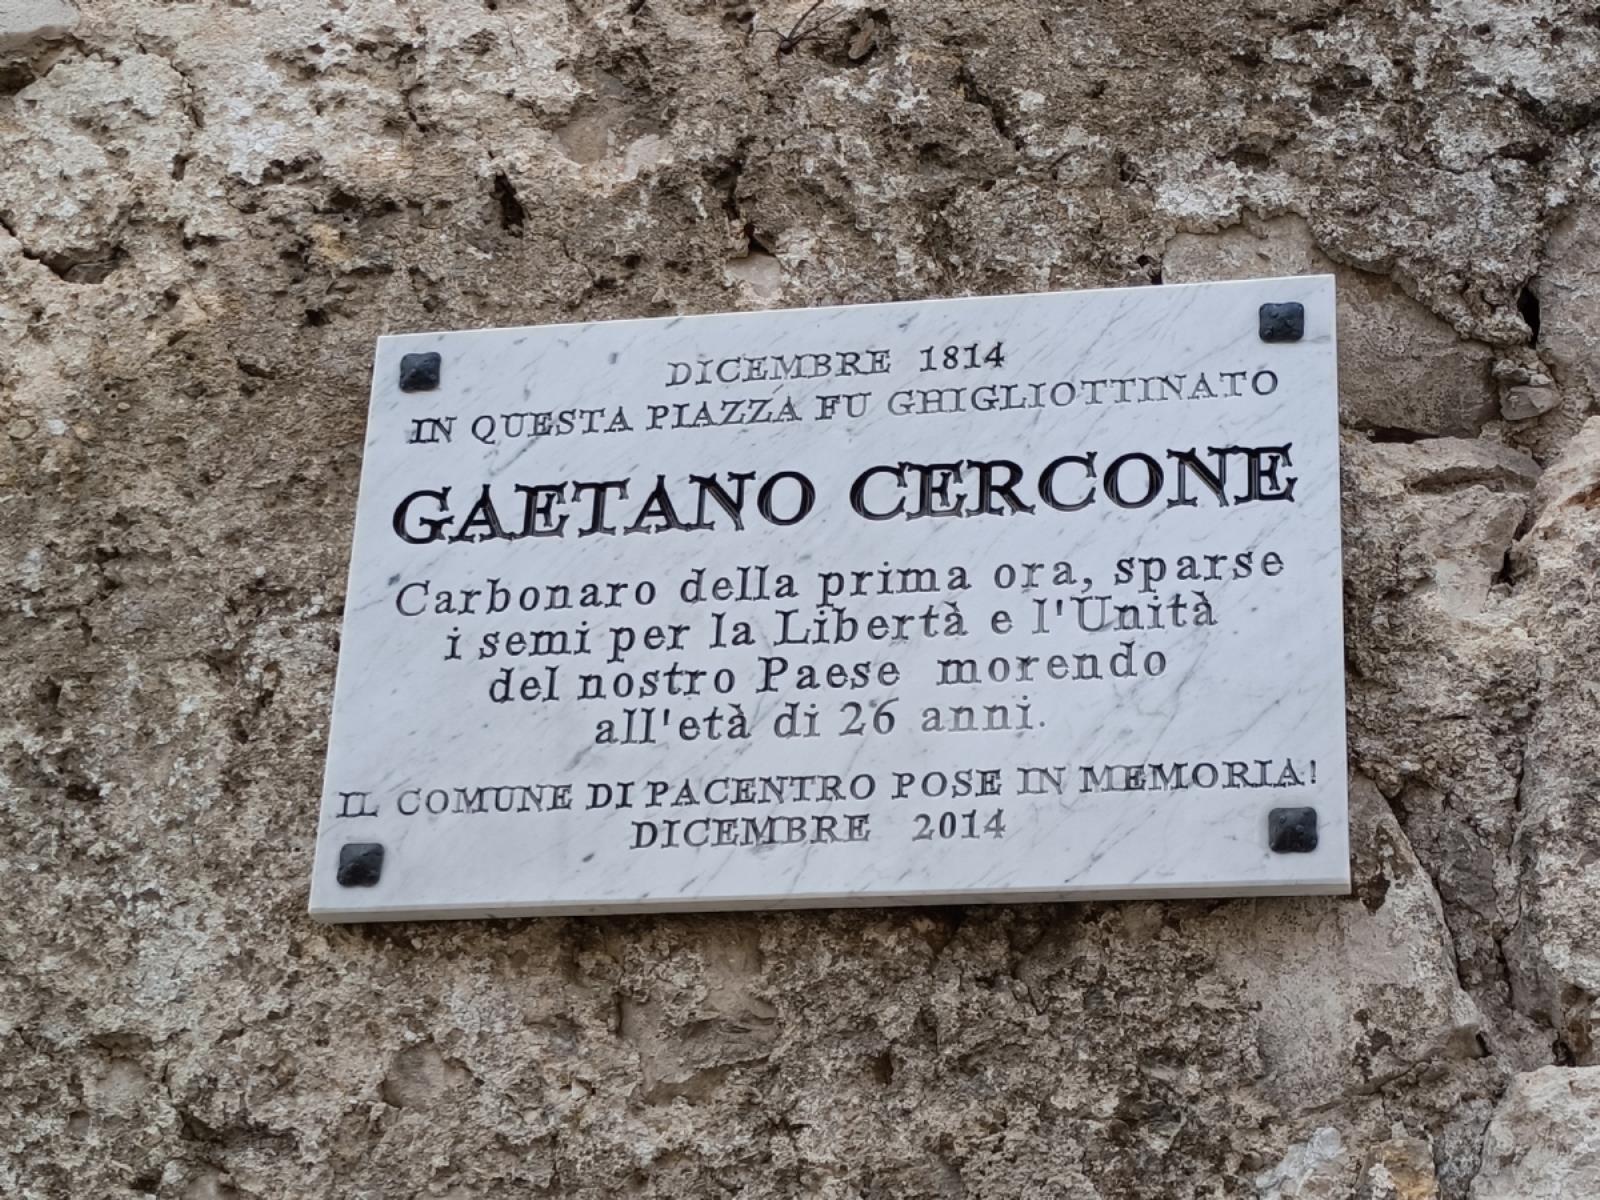 DICEMBRE 1814
IN QUESTA PIAZZA FU GHIGLIOTTINATO
GAETANO CERCONE
Carbonaro della prima ora, sparse
i semi per la Libertà e l'Unità
del nostro Paese morendo
all'età di 26 anni.
IL COMUNE DI PACENTRO POSE IN MEMORIA!
DICEMBRE 2014